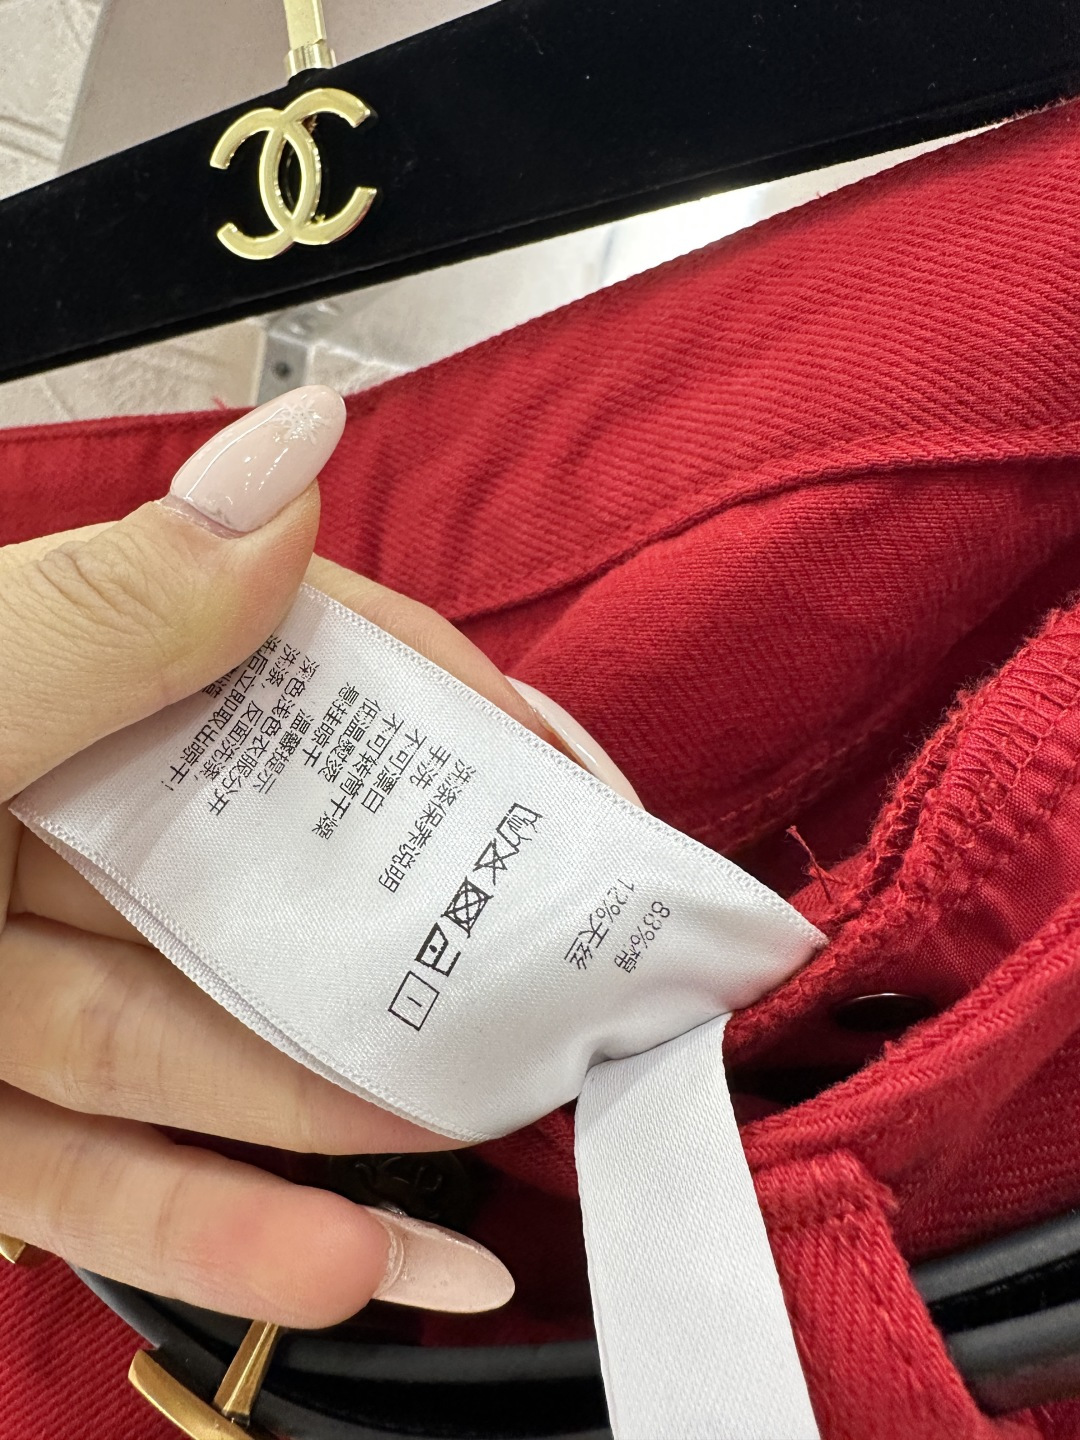 83%棉
12%天丝
洗涤保养说明
手洗
不可漂白
不可转笼干燥
低温熨烫
悬挂晾干
温馨提示
深色浅色衣服分开
洗涤，反面洗涤，
洗后立即取出晾干！